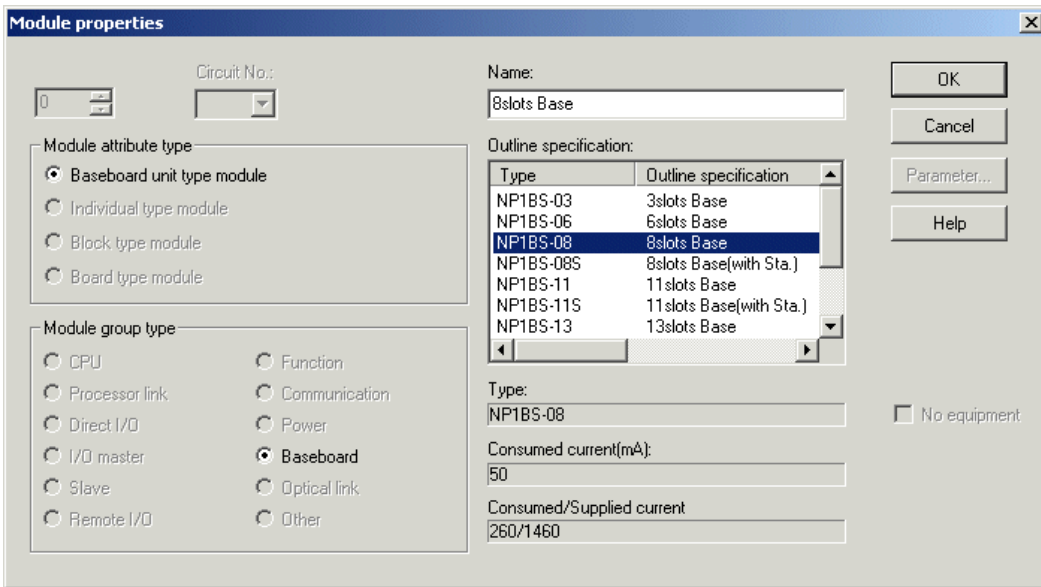 Module properties
Circuit No.:
0
Module attribute type
Baseboard unit type module
Individual type module
Block type module
Board type module
Module group type
CPU
Function
Processor link
Communication
Direct I/O
Power
I/O master
Baseboard
Slave
Optical link
Remote I/O
Other
Name:
8slots Base
Outline specification:
Type Outline specification
NP1BS-03 3slots Base
NP1BS-06 6slots Base
NP1BS-08 8slots Base
NP1BS-08S 8slots Base(with Sta.)
NP1BS-11 11slots Base
NP1BS-11S 11slots Base(with Sta.)
NP1BS-13 13slots Base
Type:
NP1BS-08
Consumed current(mA):
50
Consumed/Supplied current
260/1460
OK
Cancel
Parameter...
Help
No equipment